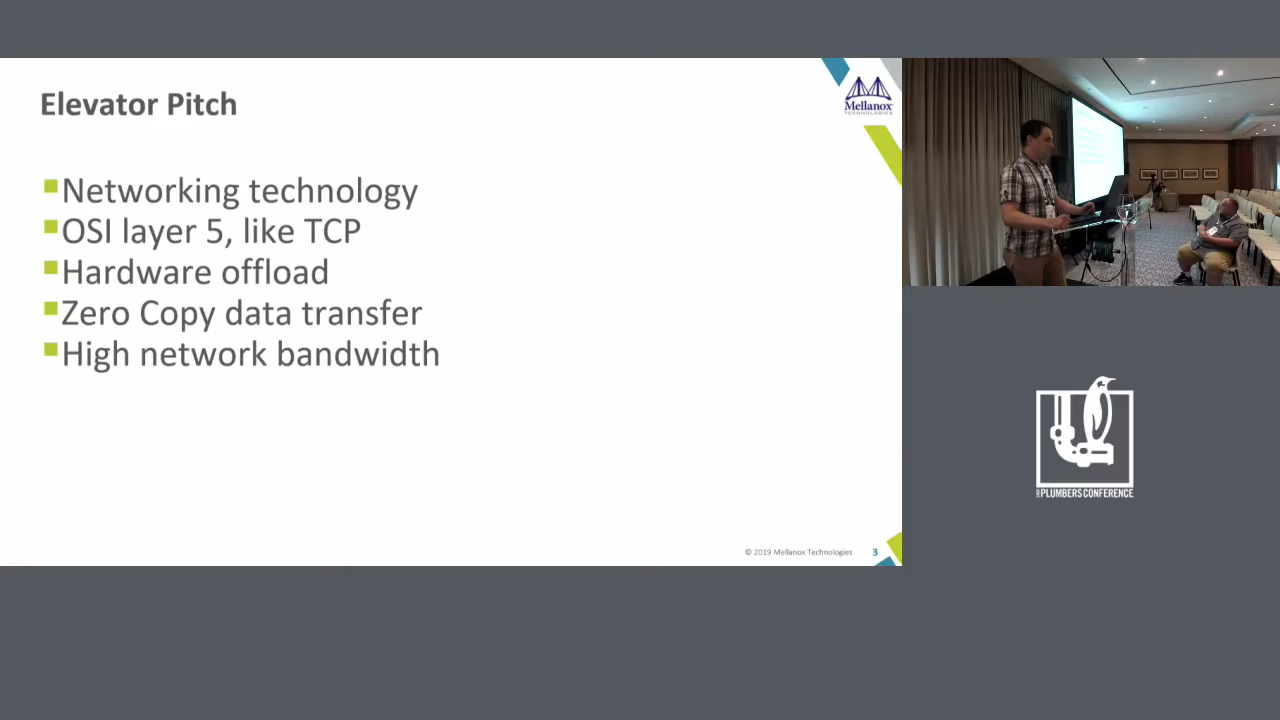 Elevator Pitch
Mellanox
TECHNOLOGIES
Networking technology
OSI layer 5, like TCP
Hardware offload
Zero Copy data transfer
High network bandwidth
© 2019 Mellanox Technologies 3
PLUMBERS CONFERENCE